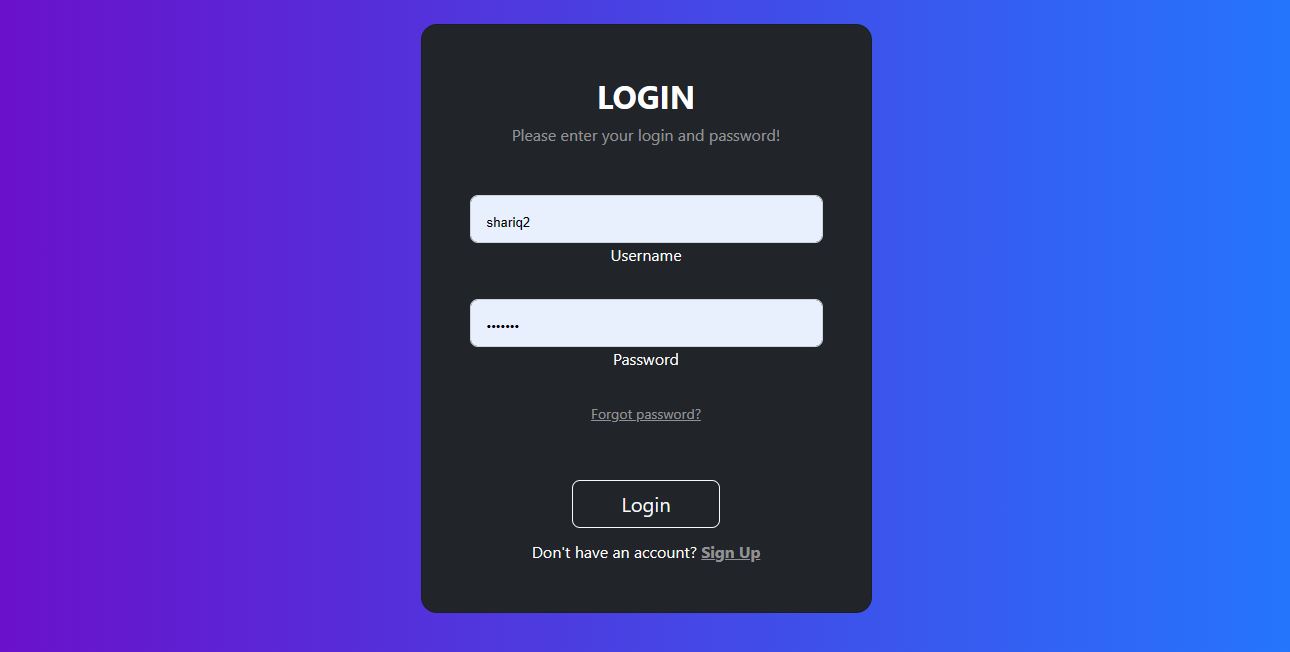 LOGIN
Please enter your login and password!
shariq2
Username
•••••••
Password
Forgot password?
Login
Don't have an account? Sign Up